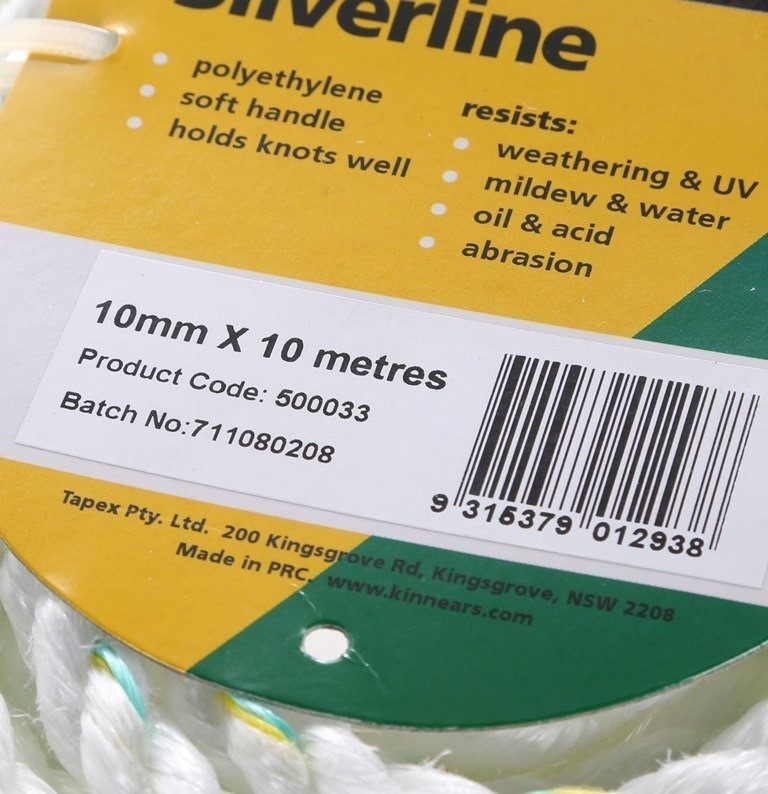 Silverline
polyethylene
soft handle
holds knots well
resists:
weathering & UV
mildew & water
oil & acid
abrasion
10mm X 10 metres
Product Code: 500033
Batch No:711080208
9 315379 012938
Tapex Pty. Ltd. 200 Kingsgrove Rd, Kingsgrove, NSW 2208
Made in PRC. www.kinnears.com